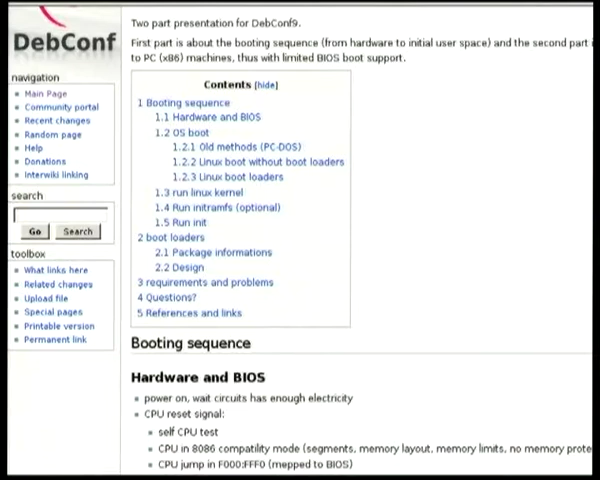 DebConf
navigation
Main Page
Community portal
Recent changes
Random page
Help
Donations
Interwiki linking
search
Go
Search
toolbox
What links here
Related changes
Upload file
Special pages
Printable version
Permanent link
Two part presentation for DebConf9.
First part is about the booting sequence (from hardware to initial user space) and the second part i
to PC (x86) machines, thus with limited BIOS boot support.
Contents [hide]
1 Booting sequence
1.1 Hardware and BIOS
1.2 OS boot
1.2.1 Old methods (PC-DOS)
1.2.2 Linux boot without boot loaders
1.2.3 Linux boot loaders
1.3 run linux kernel
1.4 Run initramfs (optional)
1.5 Run init
2 boot loaders
2.1 Package informations
2.2 Design
3 requirements and problems
4 Questions?
5 References and links
Booting sequence
Hardware and BIOS
power on, wait circuits has enough electricity
CPU reset signal:
self CPU test
CPU in 8086 compatility mode (segments, memory layout, memory limits, no memory prote
CPU jump in F000:FFF0 (mepped to BIOS)